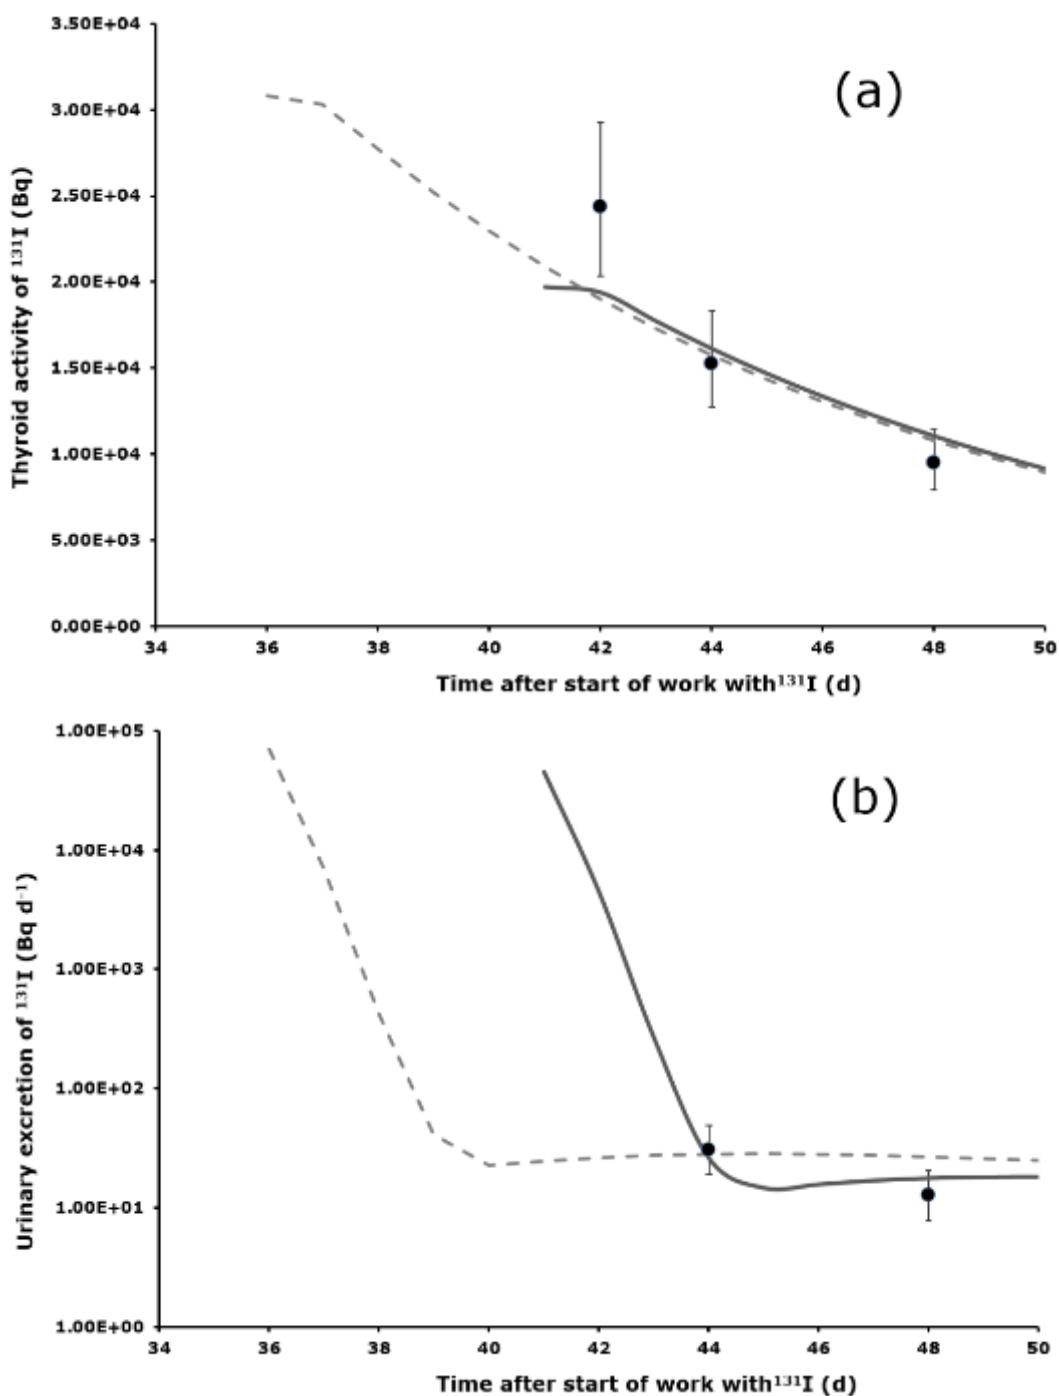 (a)
Thyroid activity of ¹³¹I (Bq)
3.50E+04
3.00E+04
2.50E+04
2.00E+04
1.50E+04
1.00E+04
5.00E+03
0.00E+00
34 36 38 40 42 44 46 48 50
Time after start of work with¹³¹I (d)
(b)
Urinary excretion of ¹³¹I (Bq d⁻¹)
1.00E+05
1.00E+04
1.00E+03
1.00E+02
1.00E+01
1.00E+00
34 36 38 40 42 44 46 48 50
Time after start of work with¹³¹I (d)